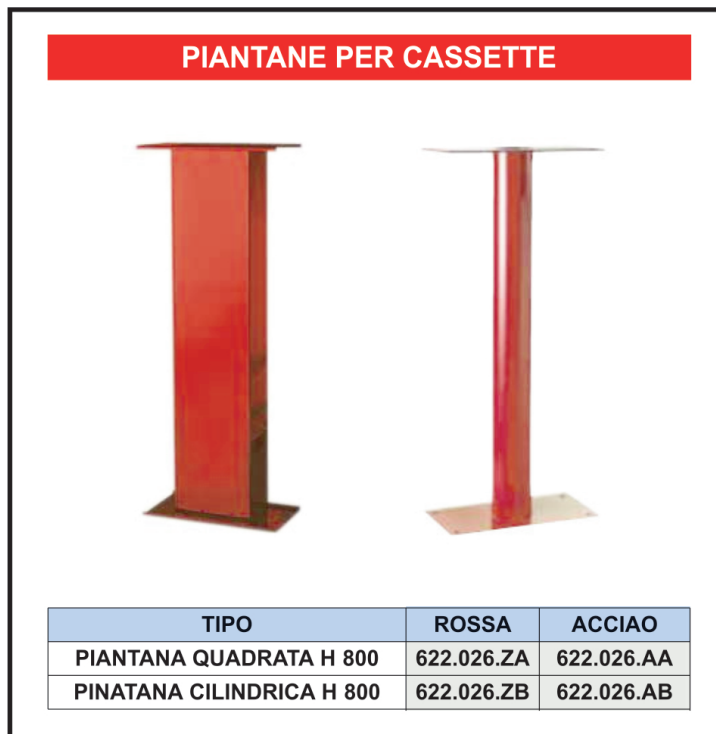 PIANTANE PER CASSETTE
TIPO ROSSA ACCIAO
PIANTANA QUADRATA H 800 622.026.ZA 622.026.AA
PINATANA CILINDRICA H 800 622.026.ZB 622.026.AB